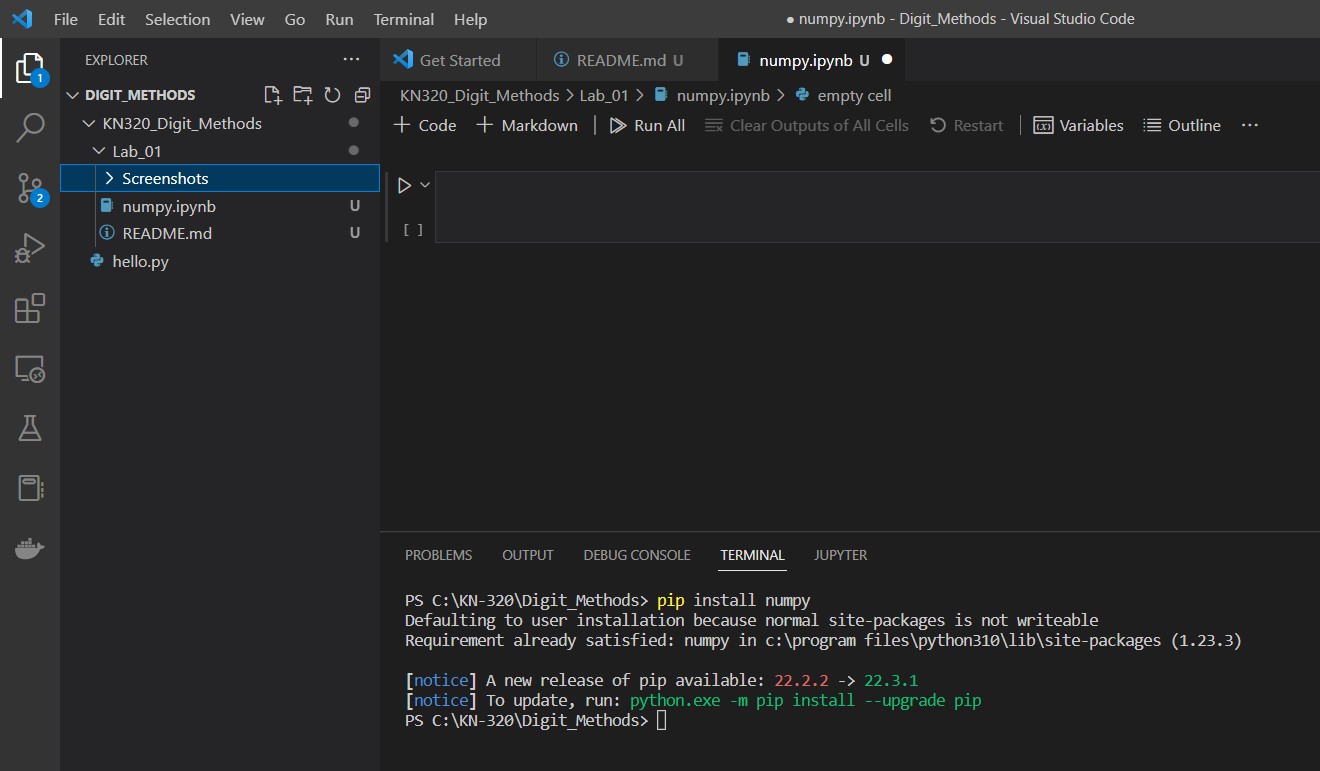 File Edit Selection View Go Run Terminal Help
● numpy.ipynb - Digit_Methods - Visual Studio Code
1
2
EXPLORER ···
DIGIT_METHODS
KN320_Digit_Methods
Lab_01
Screenshots
numpy.ipynb U
README.md U
hello.py
Get Started README.md U numpy.ipynb U
KN320_Digit_Methods > Lab_01 > numpy.ipynb > empty cell
+ Code + Markdown | Run All Clear Outputs of All Cells Restart | Variables Outline ···
[ ]
PROBLEMS OUTPUT DEBUG CONSOLE TERMINAL JUPYTER
PS C:\KN-320\Digit_Methods> pip install numpy
Defaulting to user installation because normal site-packages is not writeable
Requirement already satisfied: numpy in c:\program files\python310\lib\site-packages (1.23.3)
[notice] A new release of pip available: 22.2.2 -> 22.3.1
[notice] To update, run: python.exe -m pip install --upgrade pip
PS C:\KN-320\Digit_Methods>